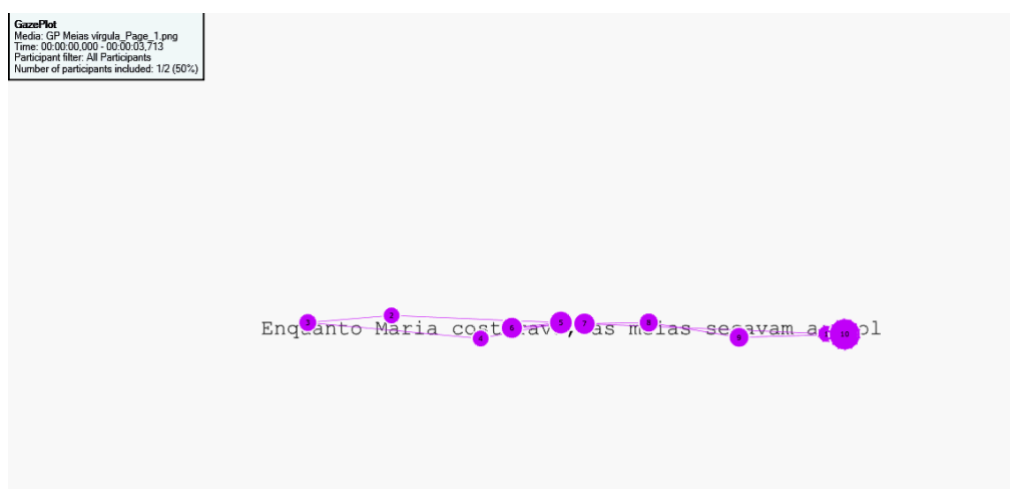 GazePlot
Media: GP Meias vírgula_Page_1.png
Time: 00:00:00,000 - 00:00:03,713
Participant filter: All Participants
Number of participants included: 1/2 (50%)
Enquanto Maria costurava, as meias secavam ao sol